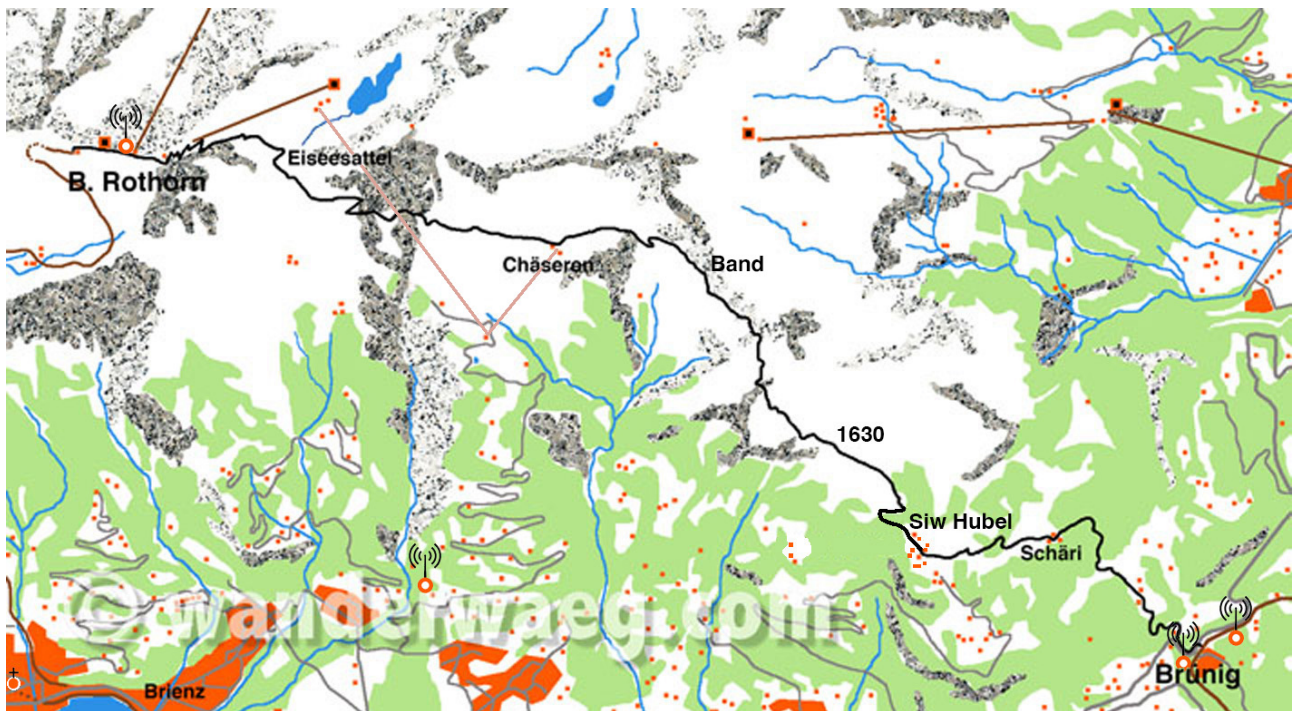 Eiseesattel
B. Rothorn
Chäseren
Band
1630
Siw Hubel
Schäri
© wanderwaeg.com
Brünig
Brienz